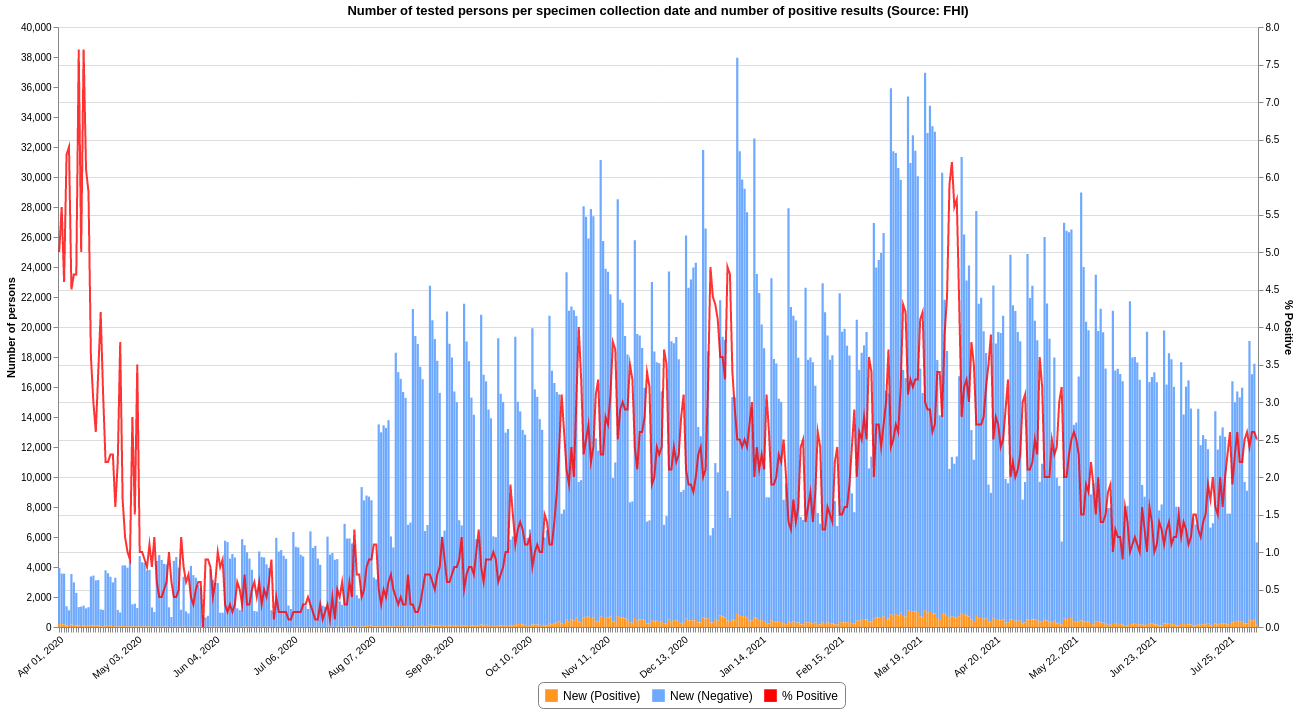 Number of tested persons per specimen collection date and number of positive results (Source: FHI)
40,000
38,000
36,000
34,000
32,000
30,000
28,000
26,000
24,000
22,000
20,000
18,000
16,000
14,000
12,000
10,000
8,000
6,000
4,000
2,000
0
Number of persons
8.0
7.5
7.0
6.5
6.0
5.5
5.0
4.5
4.0
3.5
3.0
2.5
2.0
1.5
1.0
0.5
0.0
% Positive
Apr 01, 2020
May 03, 2020
Jun 04, 2020
Jul 06, 2020
Aug 07, 2020
Sep 08, 2020
Oct 10, 2020
Nov 11, 2020
Dec 13, 2020
Jan 14, 2021
Feb 15, 2021
Mar 19, 2021
Apr 20, 2021
May 22, 2021
Jun 23, 2021
Jul 25, 2021
New (Positive) New (Negative) % Positive